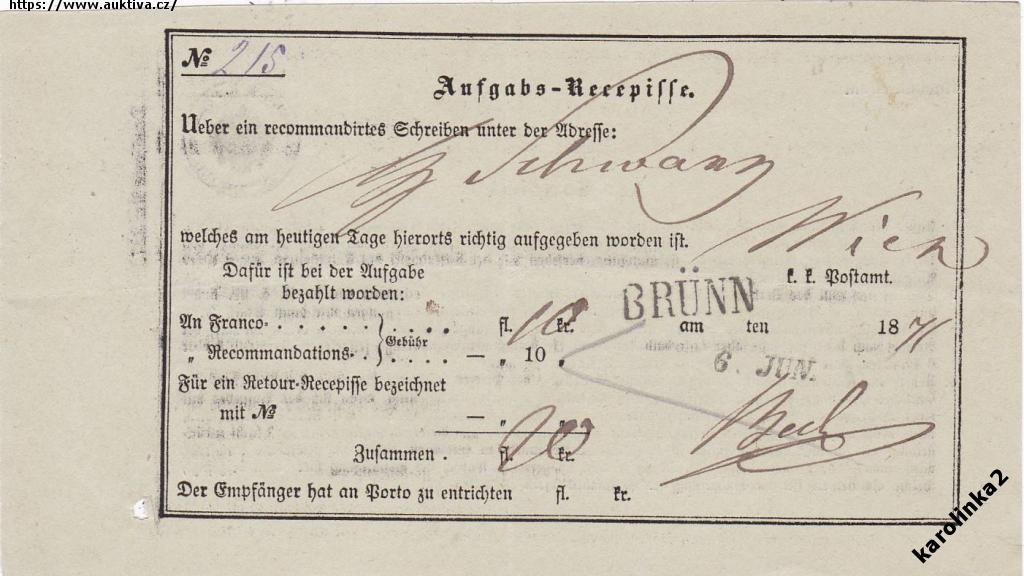 https://www.auktiva.cz/
№ 215
Aufgabs-Recepisse.
Ueber ein recommandirtes Schreiben unter der Adresse:
Schwarz
Wien
welches am heutigen Tage hierorts richtig aufgegeben worden ist.
Dafür ist bei der Aufgabe
bezahlt worden:
k. k. Postamt.
BRÜNN
An Franco- . . . . . } Gebühr . . . . fl. 10 kr.
am ten 1871
„ Recommandations- . . } . . . . — „ 10 „
6. JUN.
Für ein Retour-Recepisse bezeichnet
mit № — „ „
Zusammen . fl. 20 kr.
Der Empfänger hat an Porto zu entrichten fl. kr.
karolinka2